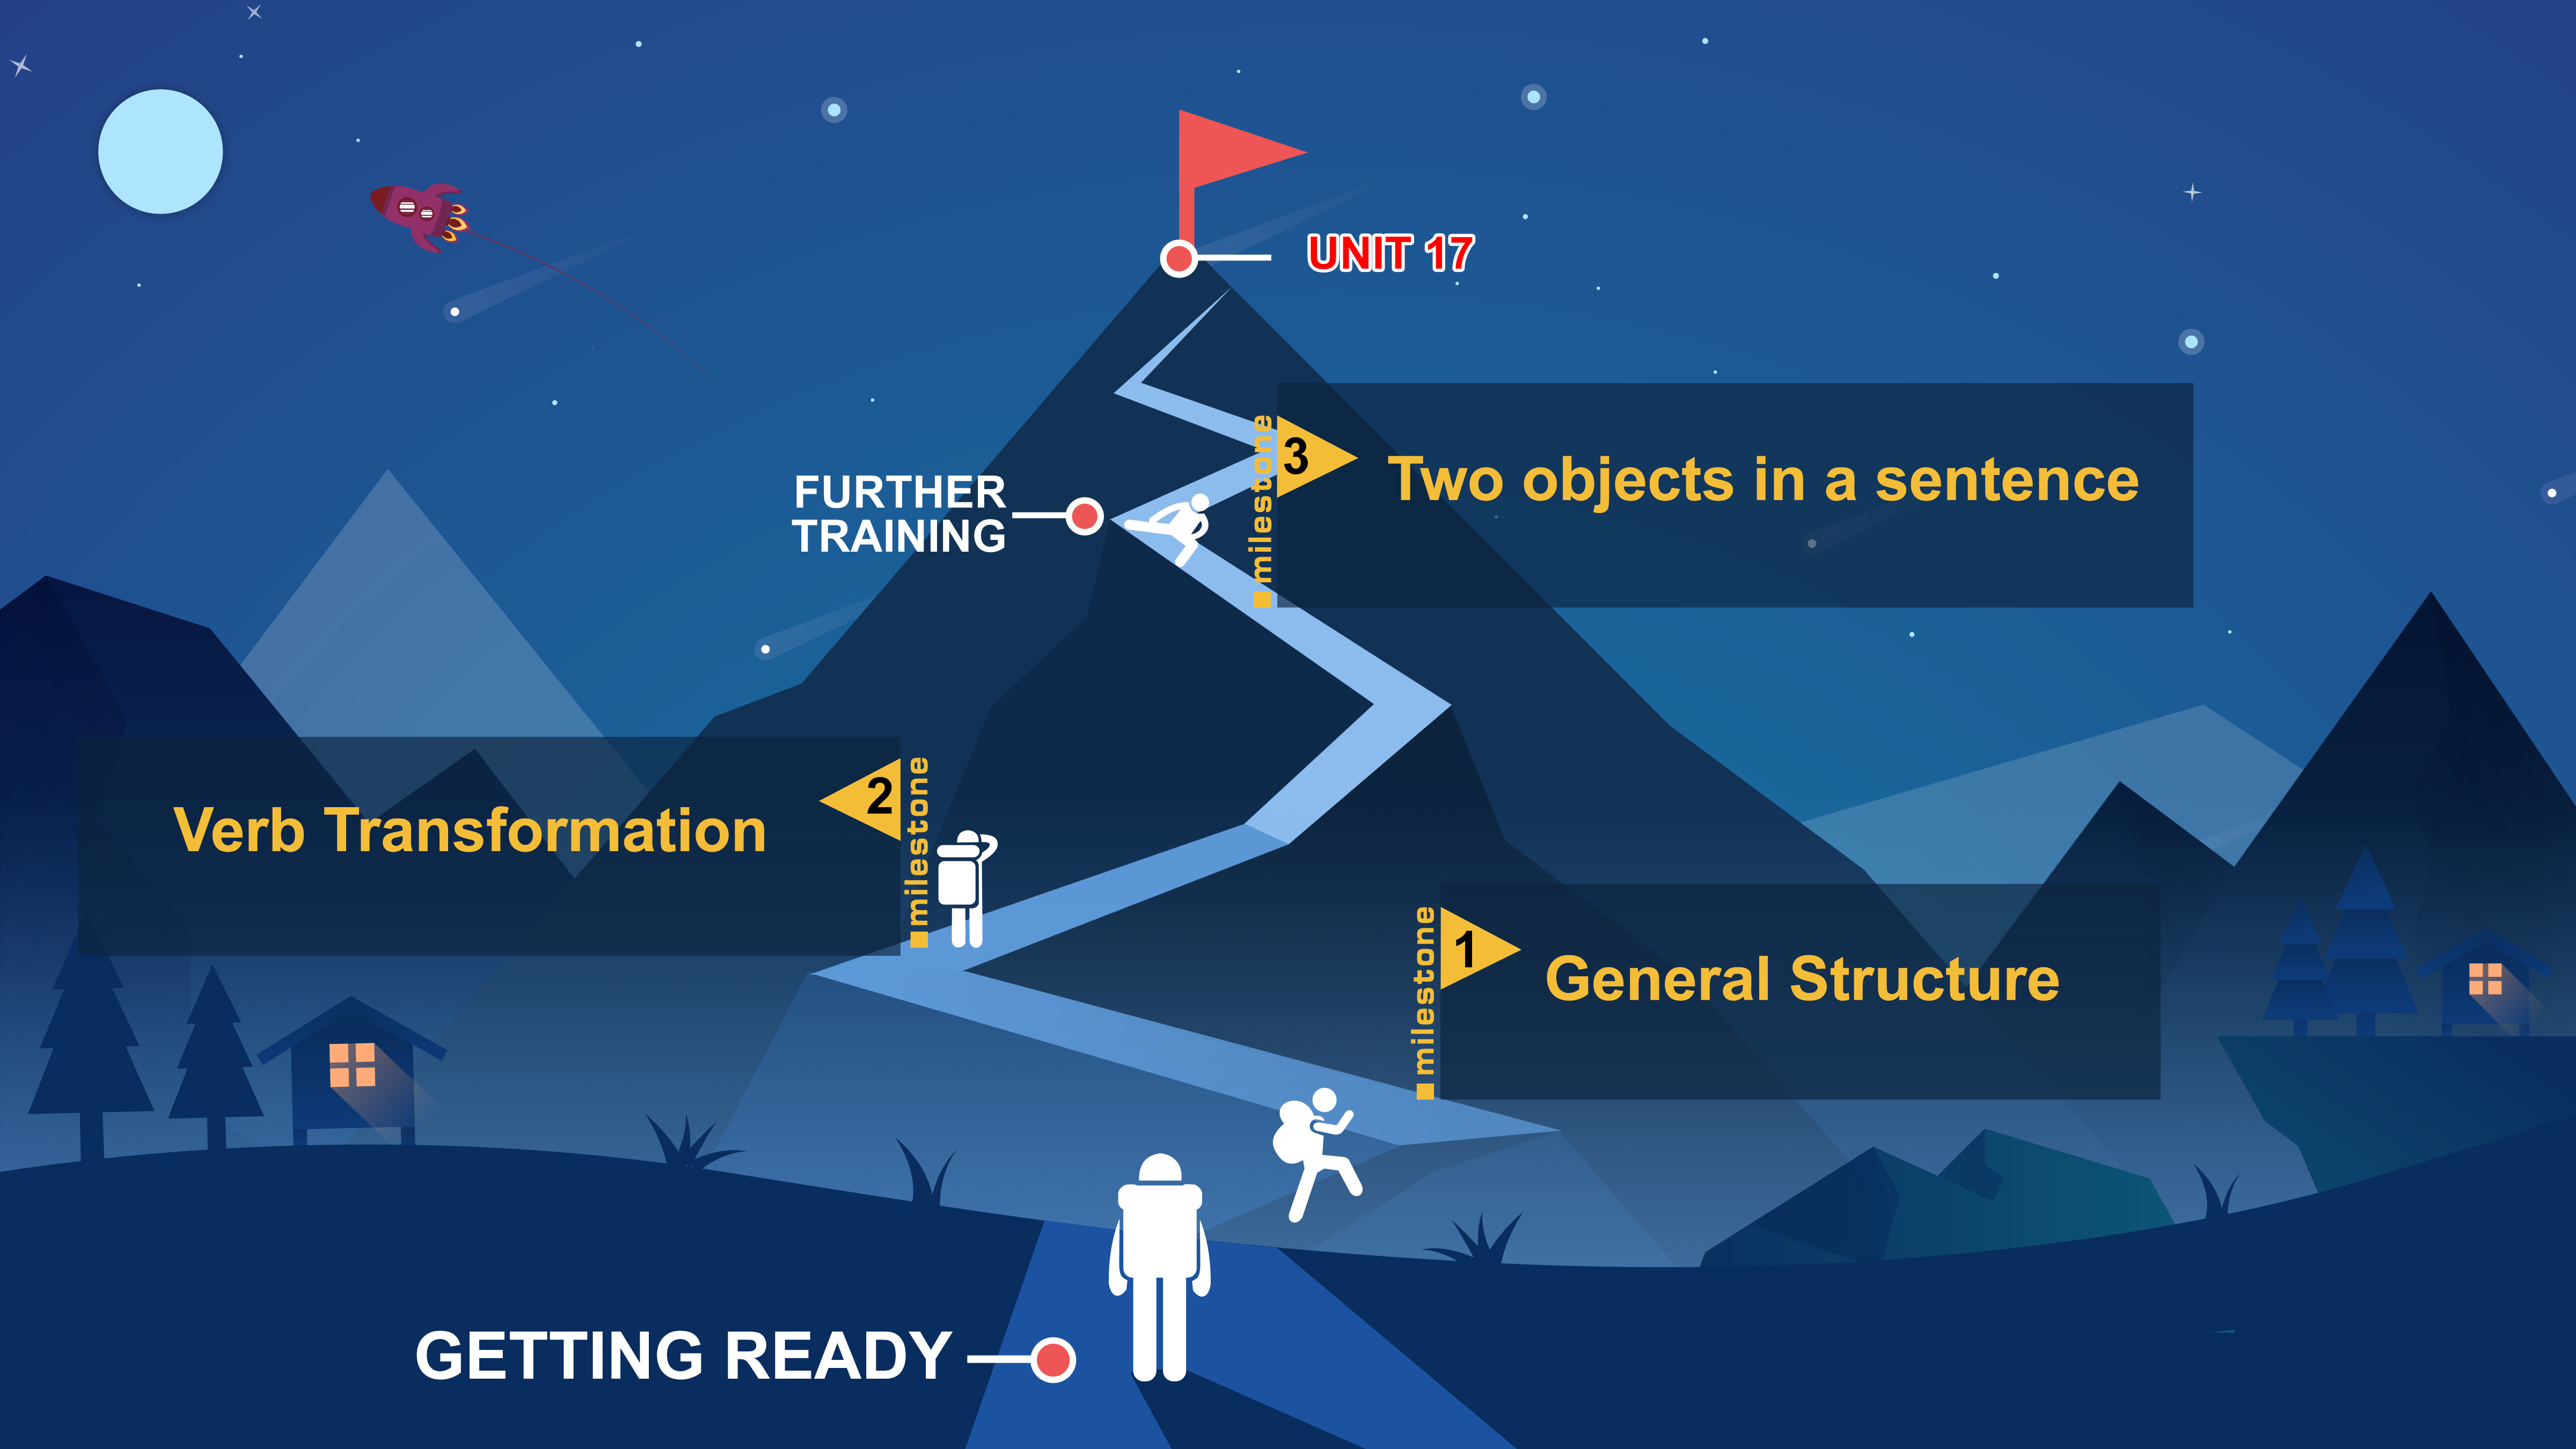 UNIT 17
3
milestone
Two objects in a sentence
FURTHER
TRAINING
2
milestone
Verb Transformation
1
milestone
General Structure
GETTING READY